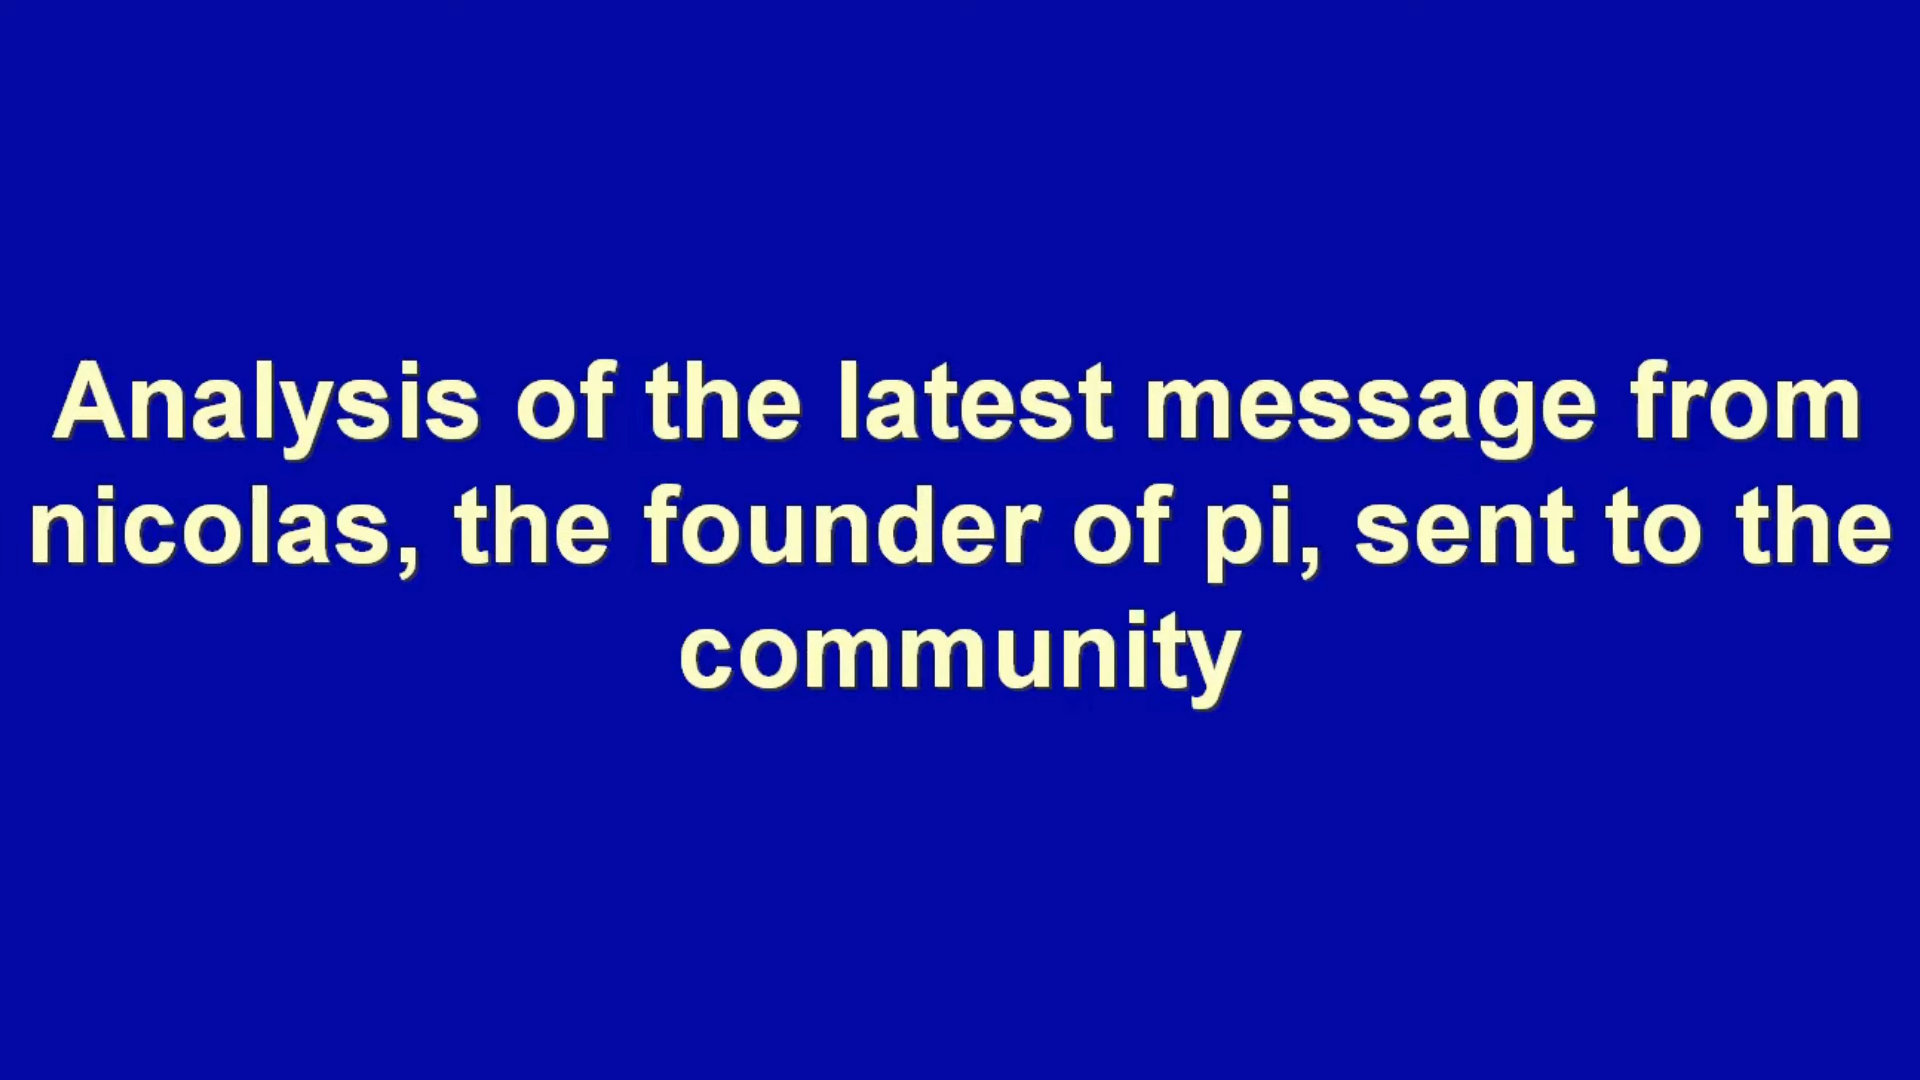 Analysis of the latest message from
nicolas, the founder of pi, sent to the
community